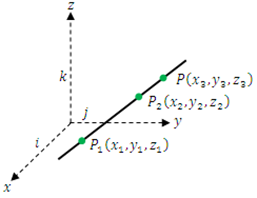 z
P(x₃,y₃,z₃)
k
P₂(x₂,y₂,z₂)
j
y
i
P₁(x₁,y₁,z₁)
x